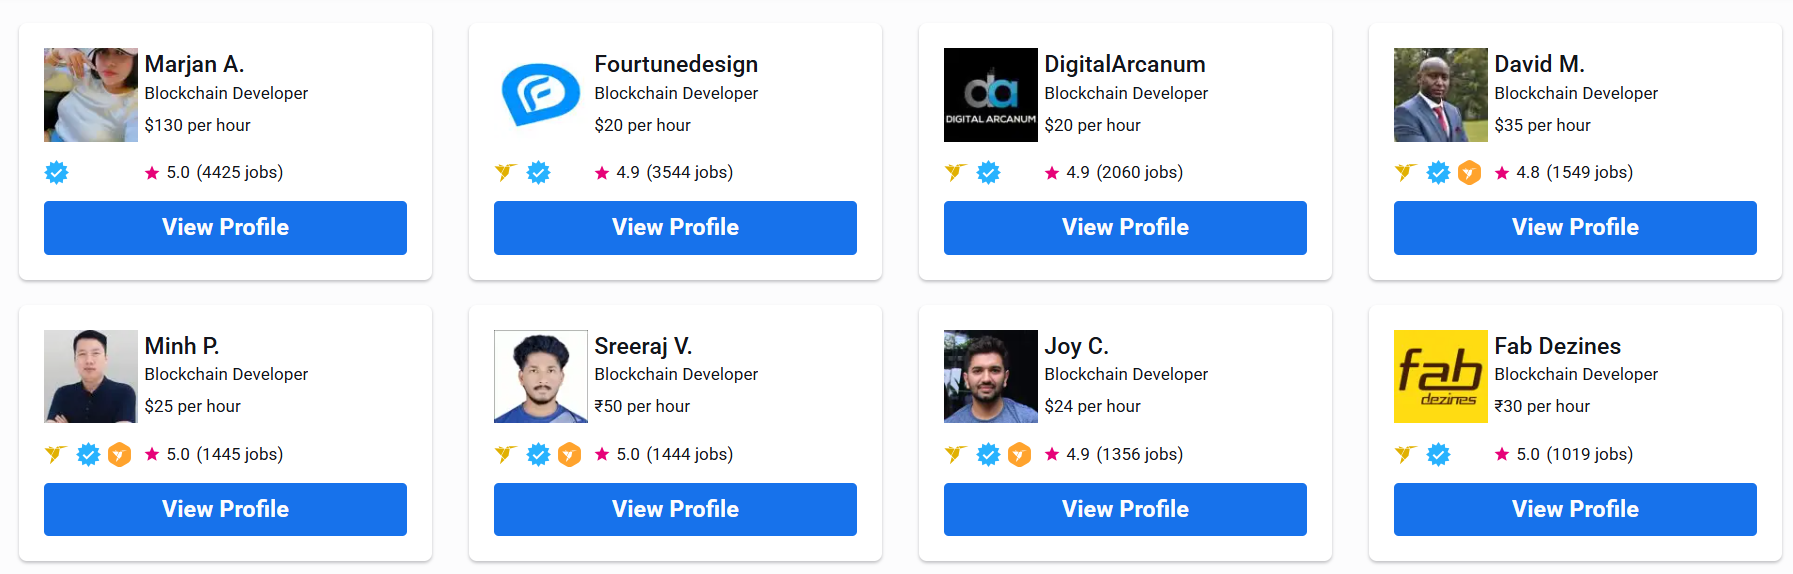 Marjan A.
Blockchain Developer
$130 per hour
5.0 (4425 jobs)
View Profile
Fourtunedesign
Blockchain Developer
$20 per hour
4.9 (3544 jobs)
View Profile
da
DIGITAL ARCANUM
DigitalArcanum
Blockchain Developer
$20 per hour
4.9 (2060 jobs)
View Profile
David M.
Blockchain Developer
$35 per hour
4.8 (1549 jobs)
View Profile
Minh P.
Blockchain Developer
$25 per hour
5.0 (1445 jobs)
View Profile
Sreeraj V.
Blockchain Developer
₹50 per hour
5.0 (1444 jobs)
View Profile
Joy C.
Blockchain Developer
$24 per hour
4.9 (1356 jobs)
View Profile
fab
dezines
Fab Dezines
Blockchain Developer
₹30 per hour
5.0 (1019 jobs)
View Profile